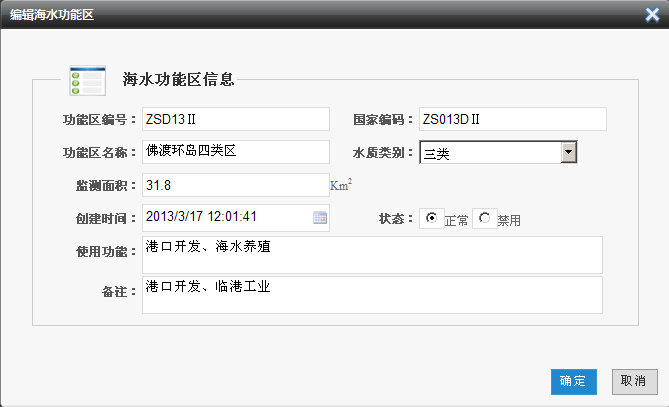 编辑海水功能区
海水功能区信息
功能区编号： ZSD13Ⅱ 国家编码： ZS013DⅡ
功能区名称： 佛渡环岛四类区 水质类别： 三类
监测面积： 31.8 Km²
创建时间： 2013/3/17 12:01:41 状态： 正常 禁用
使用功能： 港口开发、海水养殖
备注： 港口开发、临港工业
确定 取消